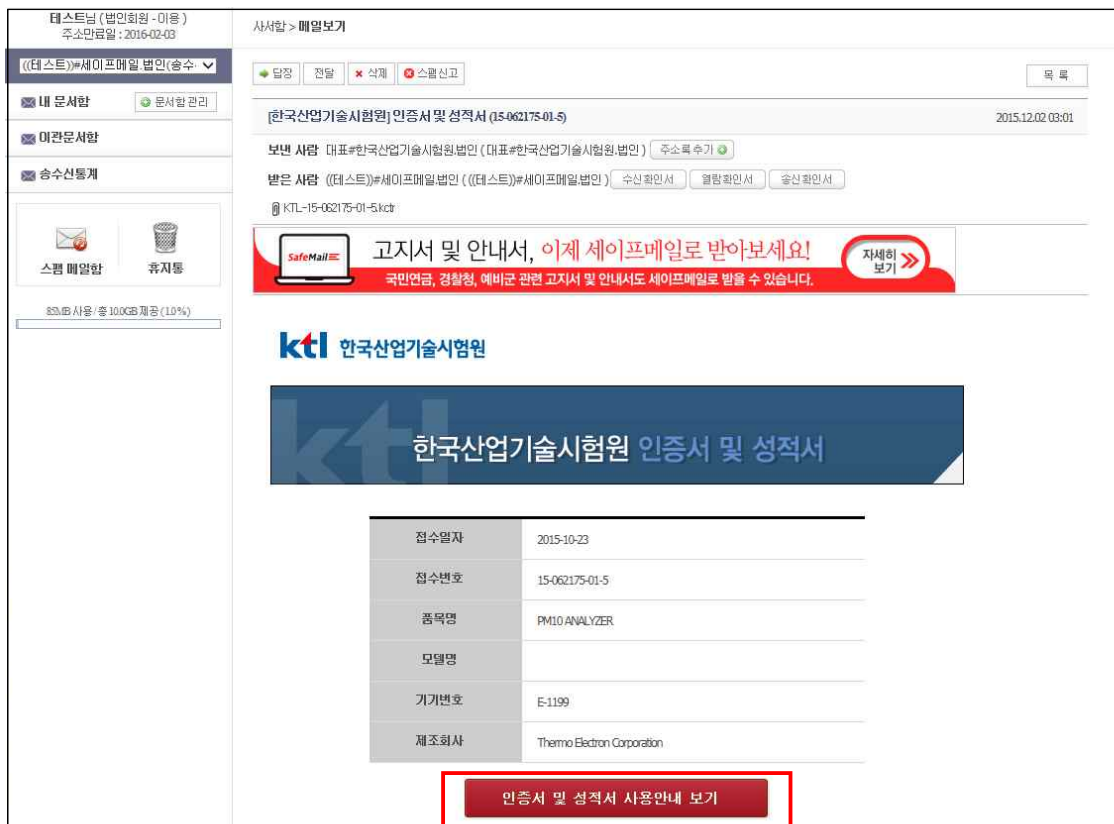 테스트님 ( 법인회원 - 이용 )
주소만료일 : 2016-02-03
((테스트))#세이프메일.법인(송수
내 문서함
문서함 관리
이관문서함
송수신통계
스팸 메일함
휴지통
85MB 사용 / 총 10.0GB 제공 (1.0%)
사서함 > 메일보기
답장 전달 삭제 스팸신고
목 록
[한국산업기술시험원] 인증서 및 성적서 (15-062175-01-5)
2015.12.02 03:01
보낸 사람 대표#한국산업기술시험원.법인 ( 대표#한국산업기술시험원.법인 ) 주소록 추가
받은 사람 ((테스트))#세이프메일.법인 ( ((테스트))#세이프메일.법인 ) 수신확인서 열람확인서 송신확인서
KTL-15-062175-01-5.kctr
SafeMail
고지서 및 안내서, 이제 세이프메일로 받아보세요!
국민연금, 경찰청, 예비군 관련 고지서 및 안내서도 세이프메일로 받을 수 있습니다.
자세히
보기
ktl 한국산업기술시험원
ktl
한국산업기술시험원 인증서 및 성적서
접수일자 2015-10-23
접수번호 15-062175-01-5
품목명 PM10 ANALYZER
모델명
기기번호 E-1199
제조회사 Thermo Electron Corporation
인증서 및 성적서 사용안내 보기